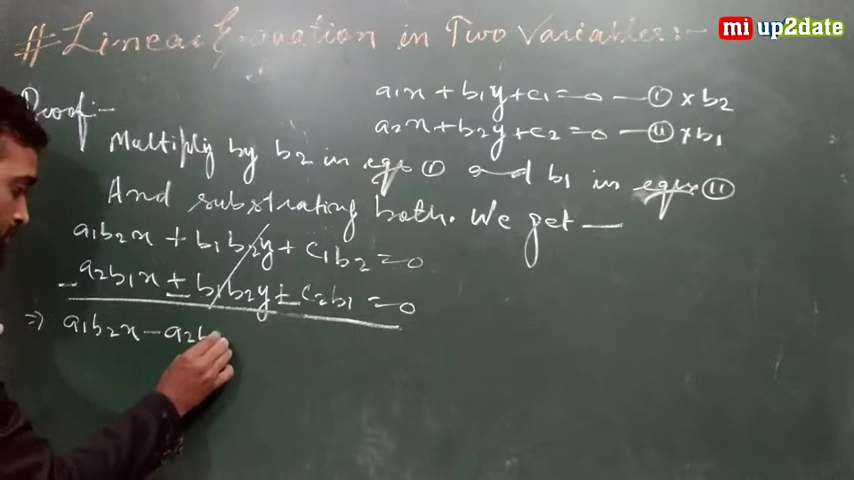 mi up2date
# Linear Equation in Two Variables:-
Proof:-
a1x + b1y + c1 = 0 — (I) × b2
a2x + b2y + c2 = 0 — (II) × b1
Multiply by b2 in eqn (I) and b1 in eqn (II)
And substrating both. We get —
a1b2x + b1b2y + c1b2 = 0
- a2b1x + b1b2y + c2b1 = 0
⇒ a1b2x - a2b